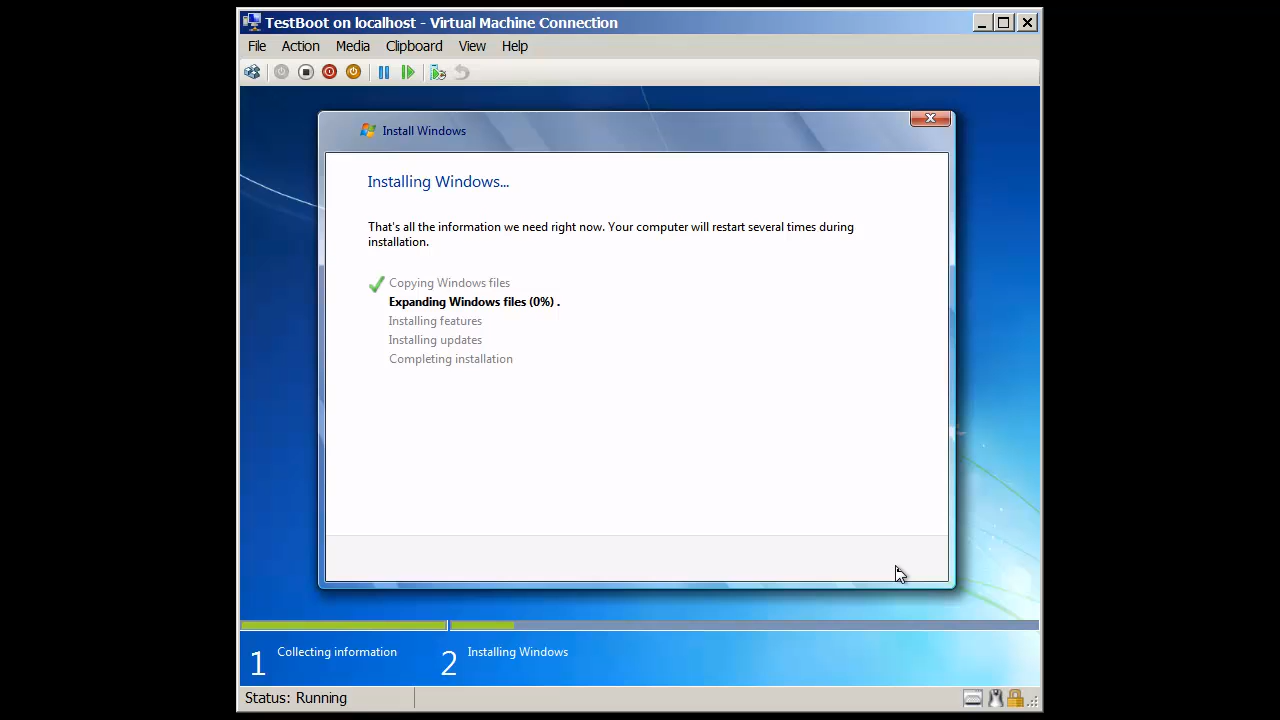 TestBoot on localhost - Virtual Machine Connection
File Action Media Clipboard View Help
Install Windows
Installing Windows...
That's all the information we need right now. Your computer will restart several times during
installation.
Copying Windows files
Expanding Windows files (0%) .
Installing features
Installing updates
Completing installation
1 Collecting information 2 Installing Windows
Status: Running